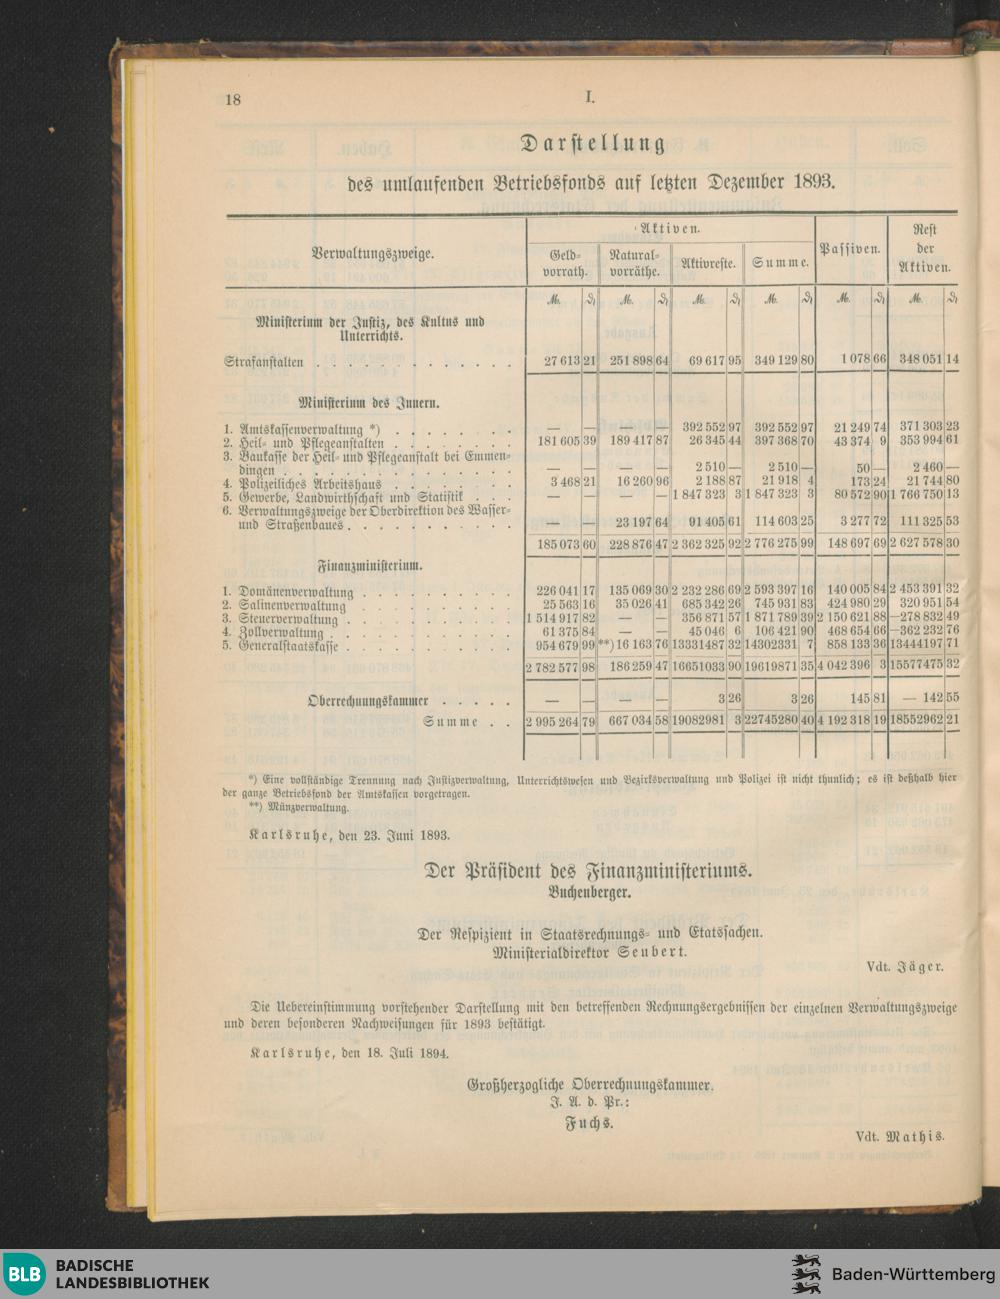 18
I.
Darstellung
des umlaufenden Betriebsfonds auf letzten Dezember 1893.
Verwaltungszweige.
Aktiven.
Geld-vorrath.
Natural-vorräthe.
Aktivreste.
Summe.
Passiven.
Rest der Aktiven.
ℳ. ₰ ℳ. ₰ ℳ. ₰ ℳ. ₰ ℳ. ₰ ℳ. ₰
Ministerium der Justiz, des Kultus und
Unterrichts.
Strafanstalten . . . . . . . . . . . . . 27 613 21 251 898 64 69 617 95 349 129 80 1 078 66 348 051 14
Ministerium des Innern.
1. Amtskassenverwaltung *) . . . . . . . — — — — 392 552 97 392 552 97 21 249 74 371 303 23
2. Heil- und Pflegeanstalten . . . . . . . . 181 605 39 189 417 87 26 345 44 397 368 70 43 374 9 353 994 61
3. Baukasse der Heil- und Pflegeanstalt bei Emmen-
dingen . . . . . . . . . . . . . . . — — — — 2 510 — 2 510 — 50 — 2 460 —
4. Polizeiliches Arbeitshaus . . . . . . . . 3 468 21 16 260 96 2 188 87 21 918 4 173 24 21 744 80
5. Gewerbe, Landwirthschaft und Statistik . . . — — — — 1 847 323 3 1 847 323 3 80 572 90 1 766 750 13
6. Verwaltungszweige der Oberdirektion des Wasser-
und Straßenbaues . . . . . . . . . . . — — 23 197 64 91 405 61 114 603 25 3 277 72 111 325 53
185 073 60 228 876 47 2 362 325 92 2 776 275 99 148 697 69 2 627 578 30
Finanzministerium.
1. Domänenverwaltung . . . . . . . . . . 226 041 17 135 069 30 2 232 286 69 2 593 397 16 140 005 84 2 453 391 32
2. Salinenverwaltung . . . . . . . . . . 25 563 16 35 026 41 685 342 26 745 931 83 424 980 29 320 951 54
3. Steuerverwaltung . . . . . . . . . . . 1 514 917 82 — — 356 871 57 1 871 789 39 2 150 621 88 —278 832 49
4. Zollverwaltung . . . . . . . . . . . . 61 375 84 — — 45 046 6 106 421 90 468 654 66 —362 232 76
5. Generalstaatskasse . . . . . . . . . . . 954 679 99 **) 16 163 76 13331487 32 14302331 7 858 133 36 13444197 71
2 782 577 98 186 259 47 16651033 90 19619871 35 4 042 396 3 15577475 32
Oberrechnungskammer . . . . . — — — — 3 26 3 26 145 81 — 142 55
Summe . . 2 995 264 79 667 034 58 19082981 3 22745280 40 4 192 318 19 18552962 21
*) Eine vollständige Trennung nach Justizverwaltung, Unterrichtswesen und Bezirksverwaltung und Polizei ist nicht thunlich; es ist deßhalb hier
der ganze Betriebsfond der Amtskassen vorgetragen.
**) Münzverwaltung.
Karlsruhe, den 23. Juni 1893.
Der Präsident des Finanzministeriums.
Buchenberger.
Der Respizient in Staatsrechnungs- und Etatssachen.
Ministerialdirektor Seubert.
Vdt. Jäger.
Die Uebereinstimmung vorstehender Darstellung mit den betreffenden Rechnungsergebnissen der einzelnen Verwaltungszweige
und deren besonderen Nachweisungen für 1893 bestätigt.
Karlsruhe, den 18. Juli 1894.
Großherzogliche Oberrechnungskammer.
J. A. d. Pr.:
Fuchs.
Vdt. Mathis.
BLB
BADISCHE
LANDESBIBLIOTHEK
Baden-Württemberg